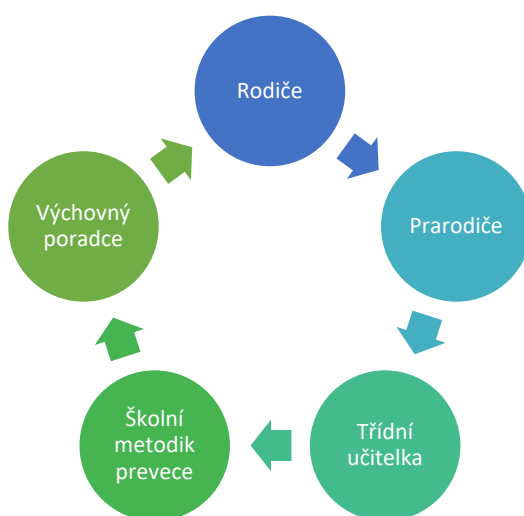 Rodiče
Prarodiče
Třídní
učitelka
Školní
metodik
prevece
Výchovný
poradce